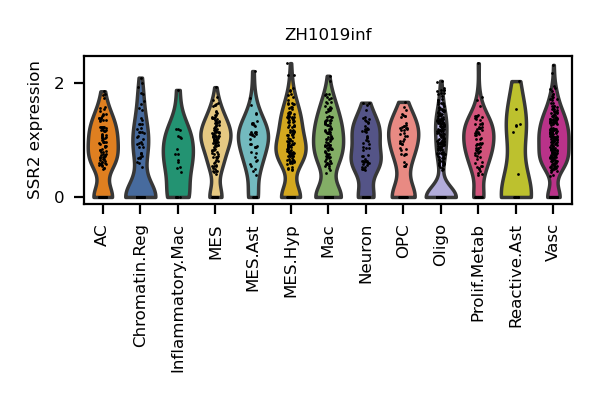 ZH1019inf
SSR2 expression
2
0
AC
Chromatin.Reg
Inflammatory.Mac
MES
MES.Ast
MES.Hyp
Mac
Neuron
OPC
Oligo
Prolif.Metab
Reactive.Ast
Vasc